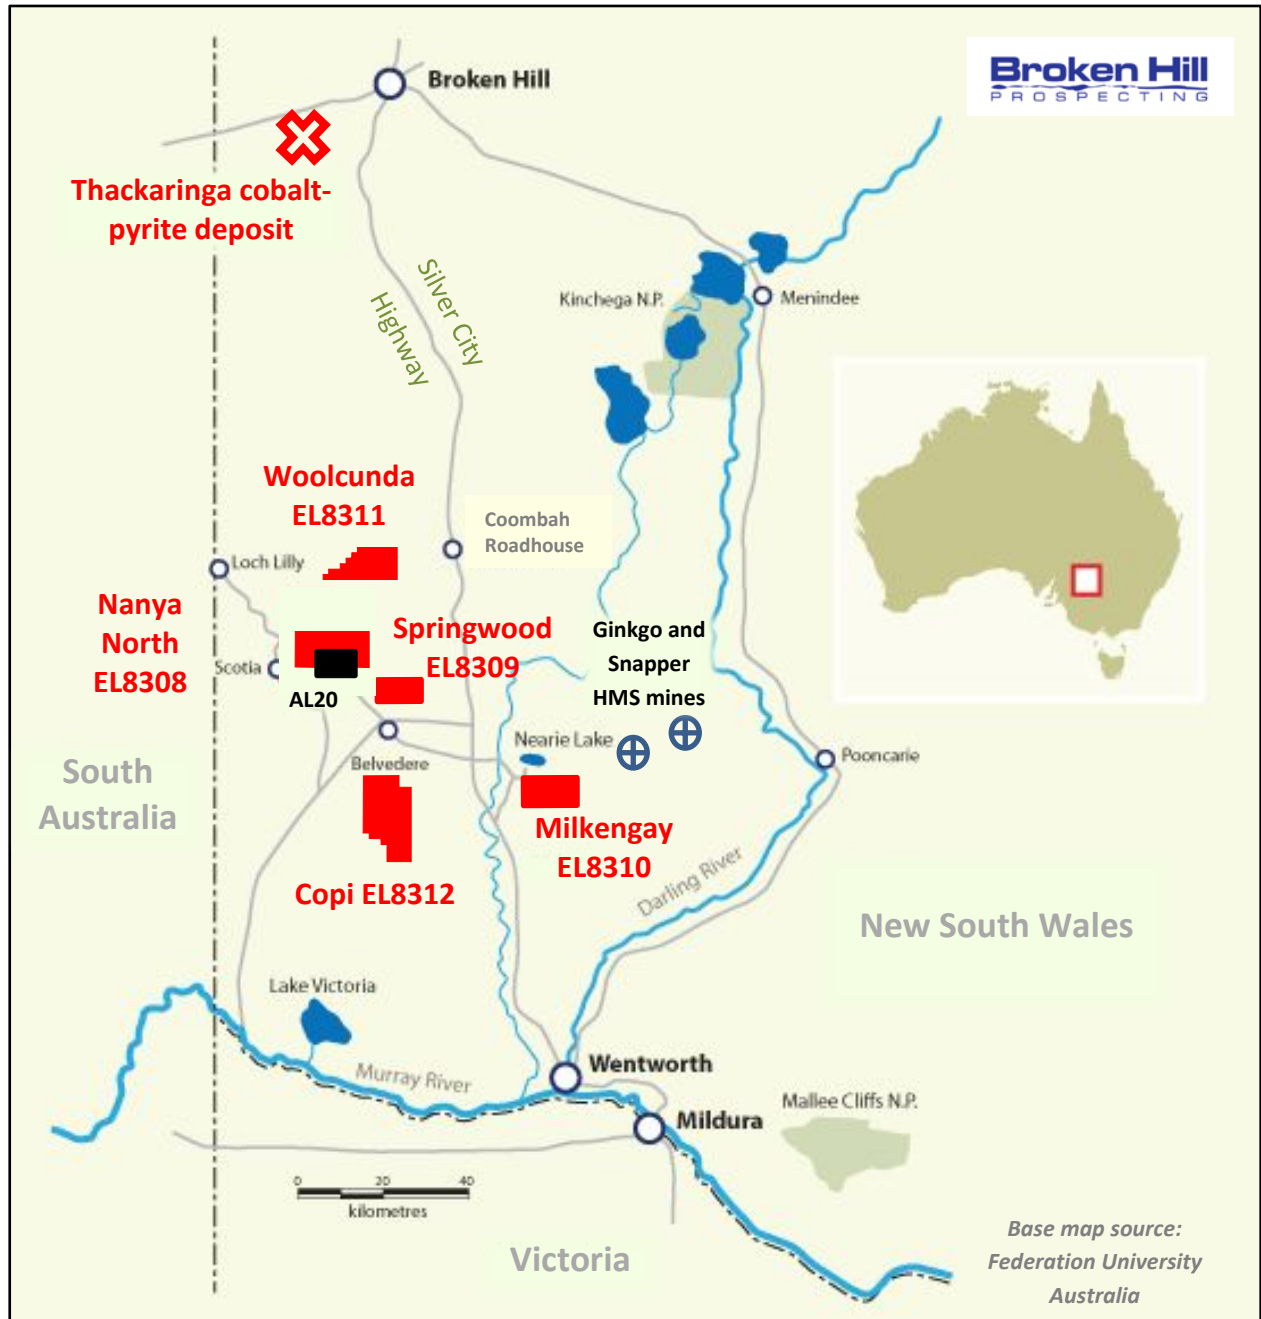 Broken Hill
Broken Hill
PROSPECTING
Thackaringa cobalt-
pyrite deposit
Silver City
Highway
Kinchega N.P.
Menindee
Woolcunda
EL8311
Coombah
Roadhouse
Loch Lilly
Nanya
North
EL8308
Springwood
EL8309
Ginkgo and
Snapper
HMS mines
Scotia
AL20
Nearie Lake
Belvedere
Pooncarie
South
Australia
Milkengay
EL8310
Copi EL8312
Darling River
New South Wales
Lake Victoria
Murray River
Wentworth
Mallee Cliffs N.P.
Mildura
0 20 40
kilometres
Victoria
Base map source:
Federation University
Australia